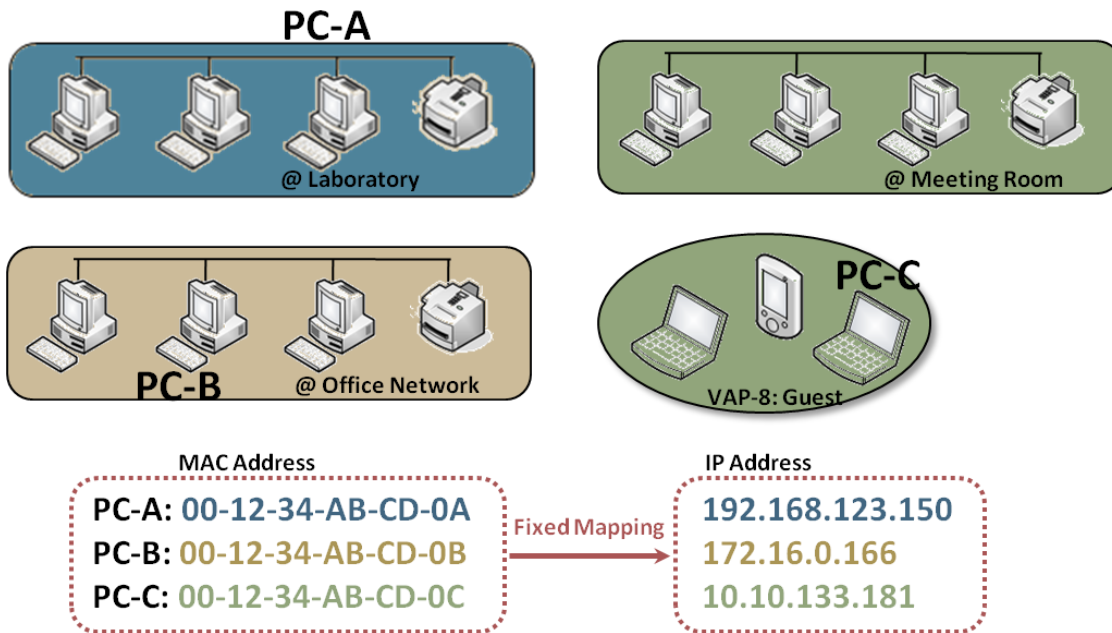 PC-A
@ Laboratory
@ Meeting Room
PC-B
@ Office Network
PC-C
VAP-8: Guest
MAC Address
PC-A: 00-12-34-AB-CD-0A
PC-B: 00-12-34-AB-CD-0B
PC-C: 00-12-34-AB-CD-0C
Fixed Mapping
IP Address
192.168.123.150
172.16.0.166
10.10.133.181